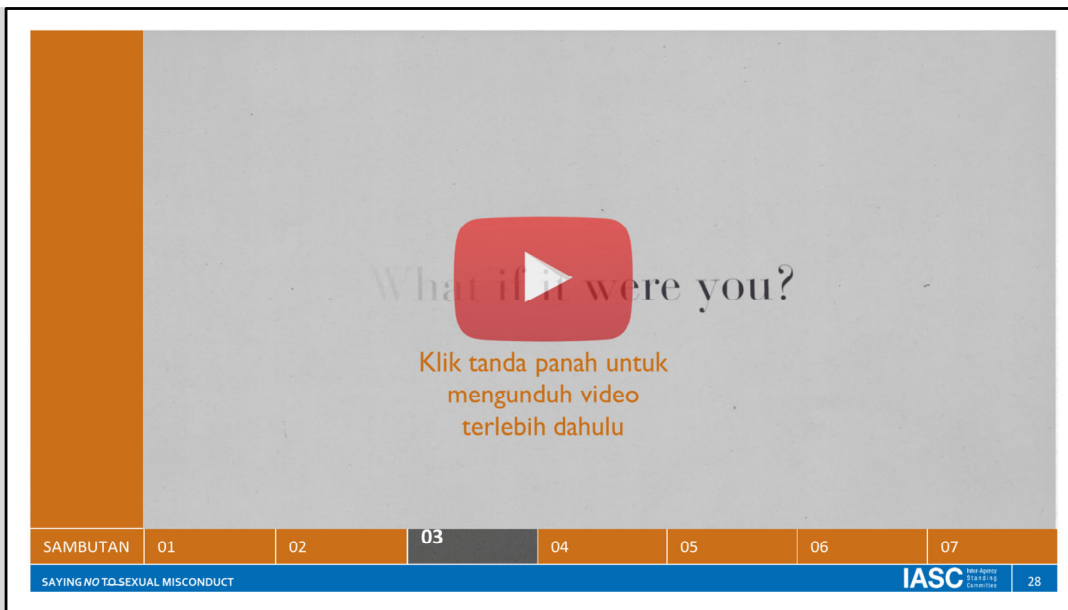 What if it were you?
Klik tanda panah untuk
mengunduh video
terlebih dahulu
SAMBUTAN 01 02 03 04 05 06 07
SAYING NO TO SEXUAL MISCONDUCT
IASC Inter-Agency
Standing
Committee
28